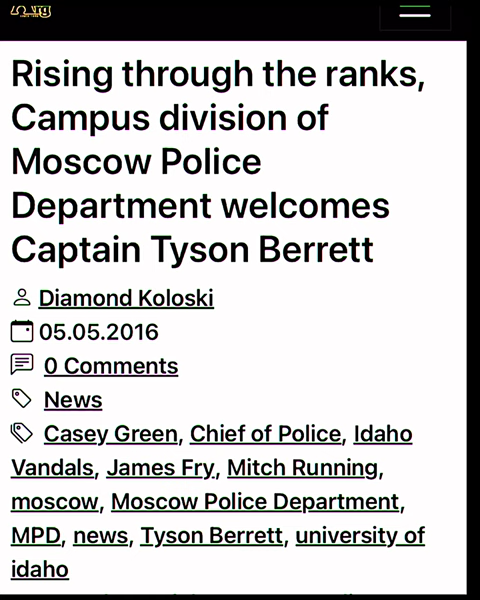 Rising through the ranks,
Campus division of
Moscow Police
Department welcomes
Captain Tyson Berrett
Diamond Koloski
05.05.2016
0 Comments
News
Casey Green, Chief of Police, Idaho
Vandals, James Fry, Mitch Running,
moscow, Moscow Police Department,
MPD, news, Tyson Berrett, university of
idaho